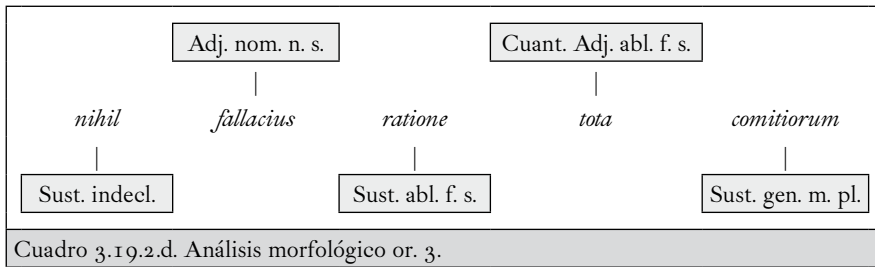 Adj. nom. n. s. Cuant. Adj. abl. f. s.
nihil fallacius ratione tota comitiorum
Sust. indecl. Sust. abl. f. s. Sust. gen. m. pl.
Cuadro 3.19.2.d. Análisis morfológico or. 3.